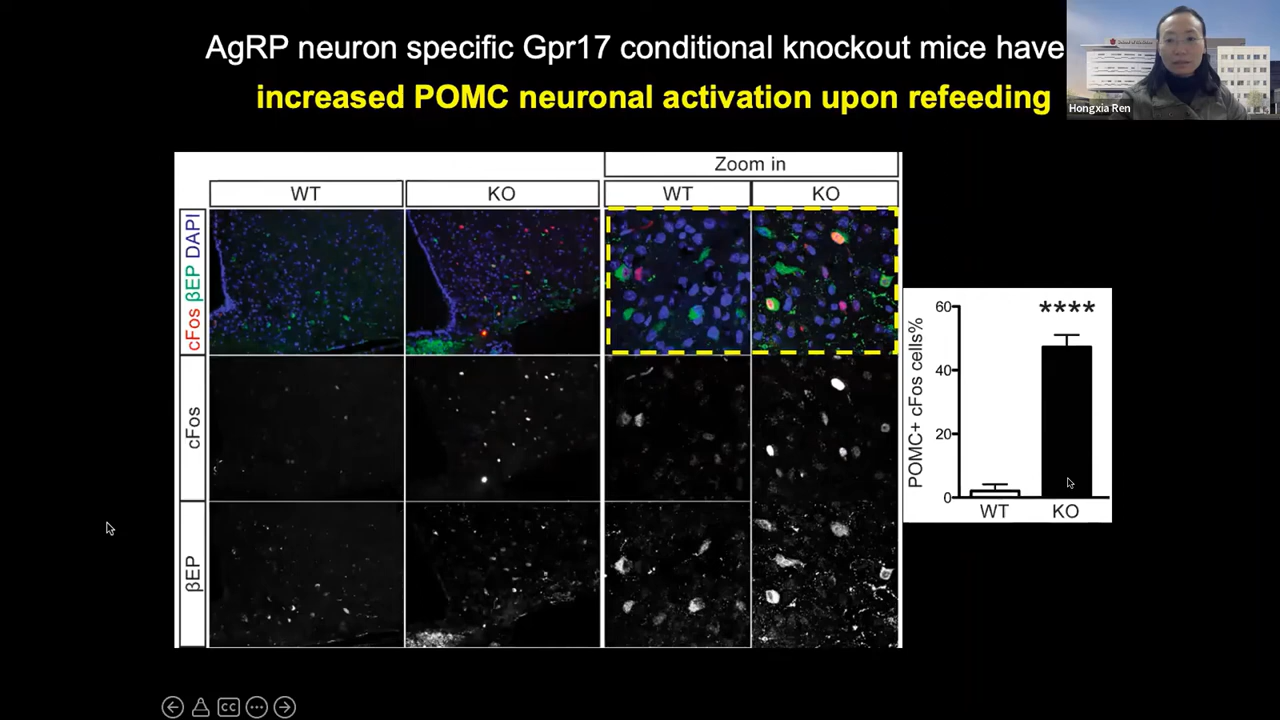 AgRP neuron specific Gpr17 conditional knockout mice have
increased POMC neuronal activation upon refeeding
Hongxia Ren
Zoom in
WT
KO
WT
KO
cFos βEP DAPI
cFos
βEP
POMC+ cFos cells%
60
40
20
0
****
WT
KO
CC